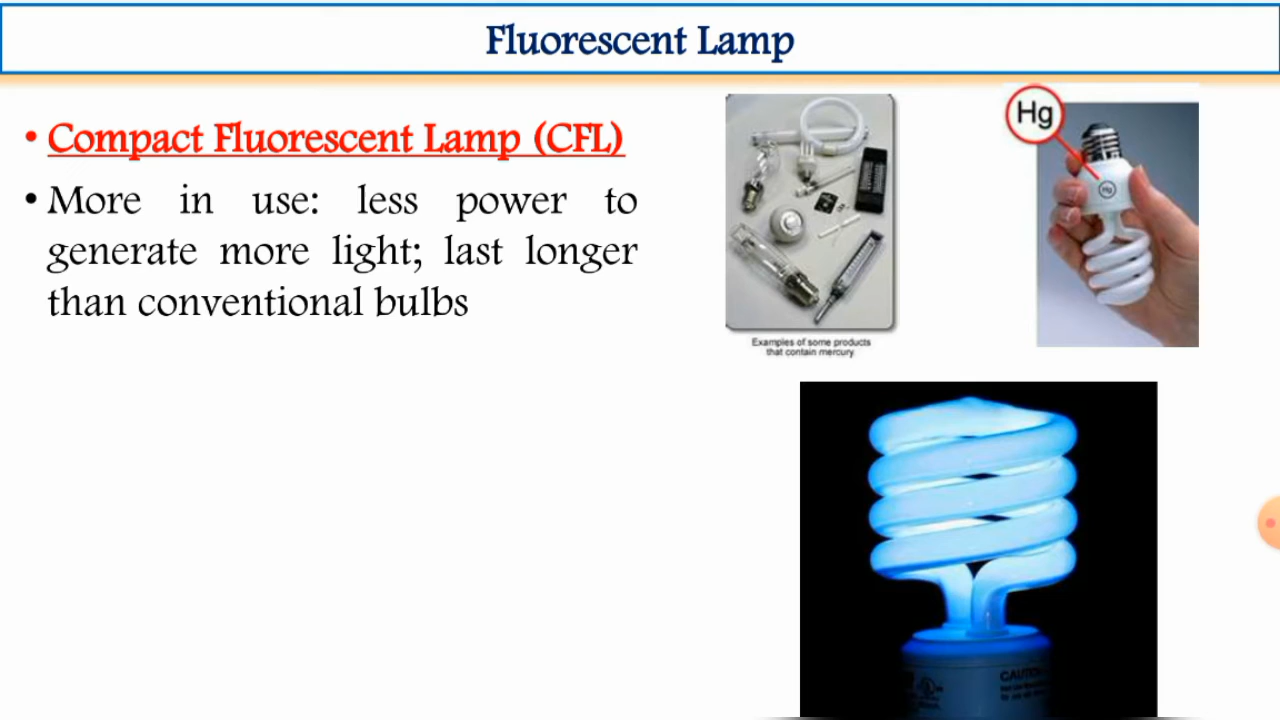 Fluorescent Lamp
• Compact Fluorescent Lamp (CFL)
• More in use: less power to
generate more light; last longer
than conventional bulbs
Examples of some products
that contain mercury
Hg
Hg
CAUTION